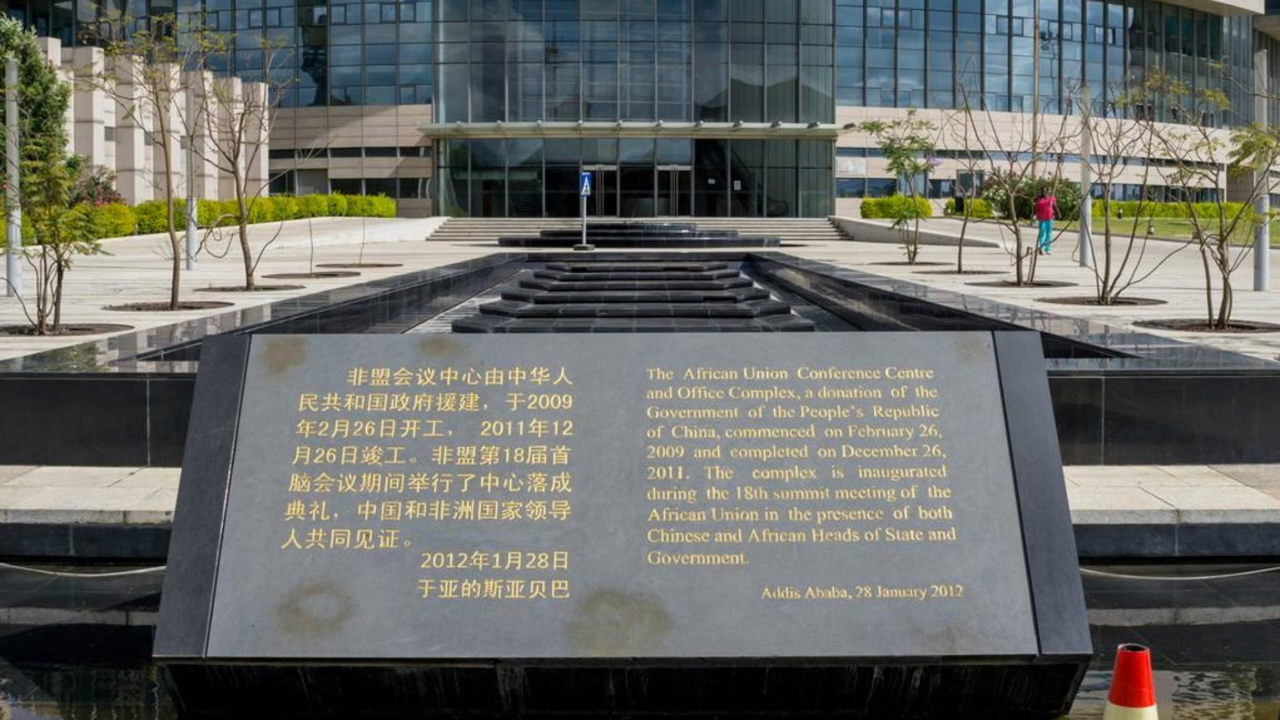 非盟会议中心由中华人
民共和国政府援建，于2009
年2月26日开工， 2011年12
月26日竣工。非盟第18届首
脑会议期间举行了中心落成
典礼，中国和非洲国家领导
人共同见证。
2012年1月28日
于亚的斯亚贝巴
The African Union Conference Centre
and Office Complex, a donation of the
Government of the People's Republic
of China, commenced on February 26,
2009 and completed on December 26,
2011. The complex is inaugurated
during the 18th summit meeting of the
African Union in the presence of both
Chinese and African Heads of State and
Government.
Addis Ababa, 28 January 2012